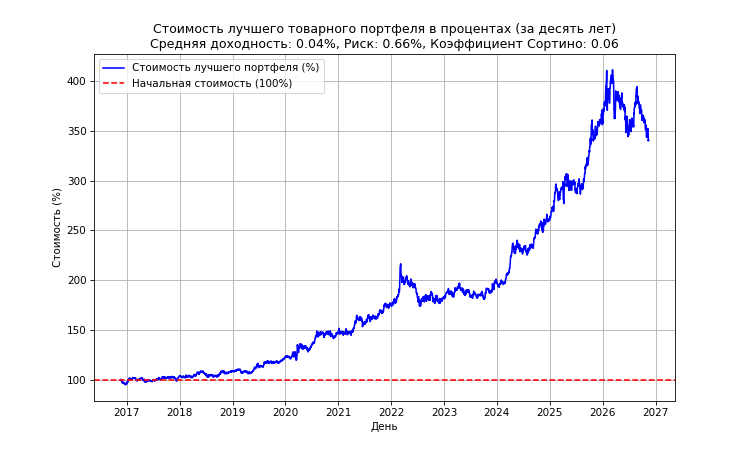 Стоимость лучшего товарного портфеля в процентах (за десять лет)
Средняя доходность: 0.04%, Риск: 0.66%, Коэффициент Сортино: 0.06
Стоимость лучшего портфеля (%)
Начальная стоимость (100%)
Стоимость (%)
400
350
300
250
200
150
100
2017 2018 2019 2020 2021 2022 2023 2024 2025 2026 2027
День